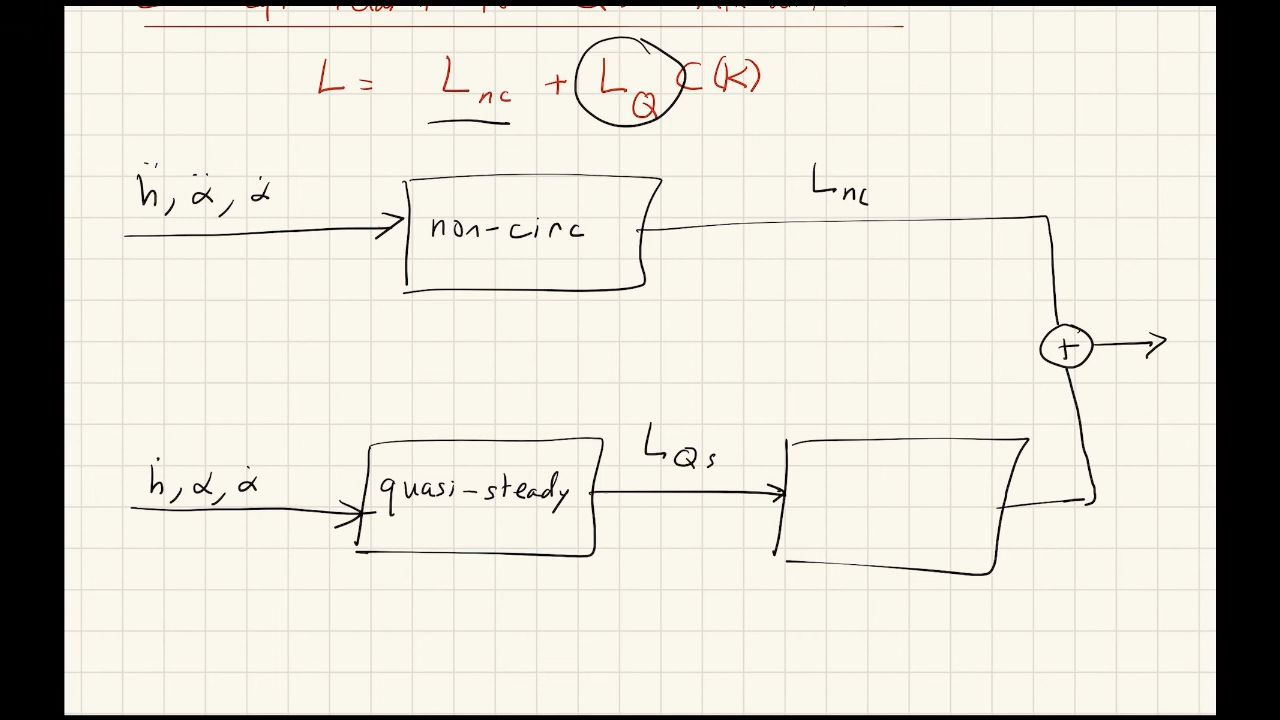 L = L_nc + L_Q C(K)
ḧ, α̈, α̇
non-circ
L_nc
+
ḣ, α, α̇
quasi-steady
L_Qs